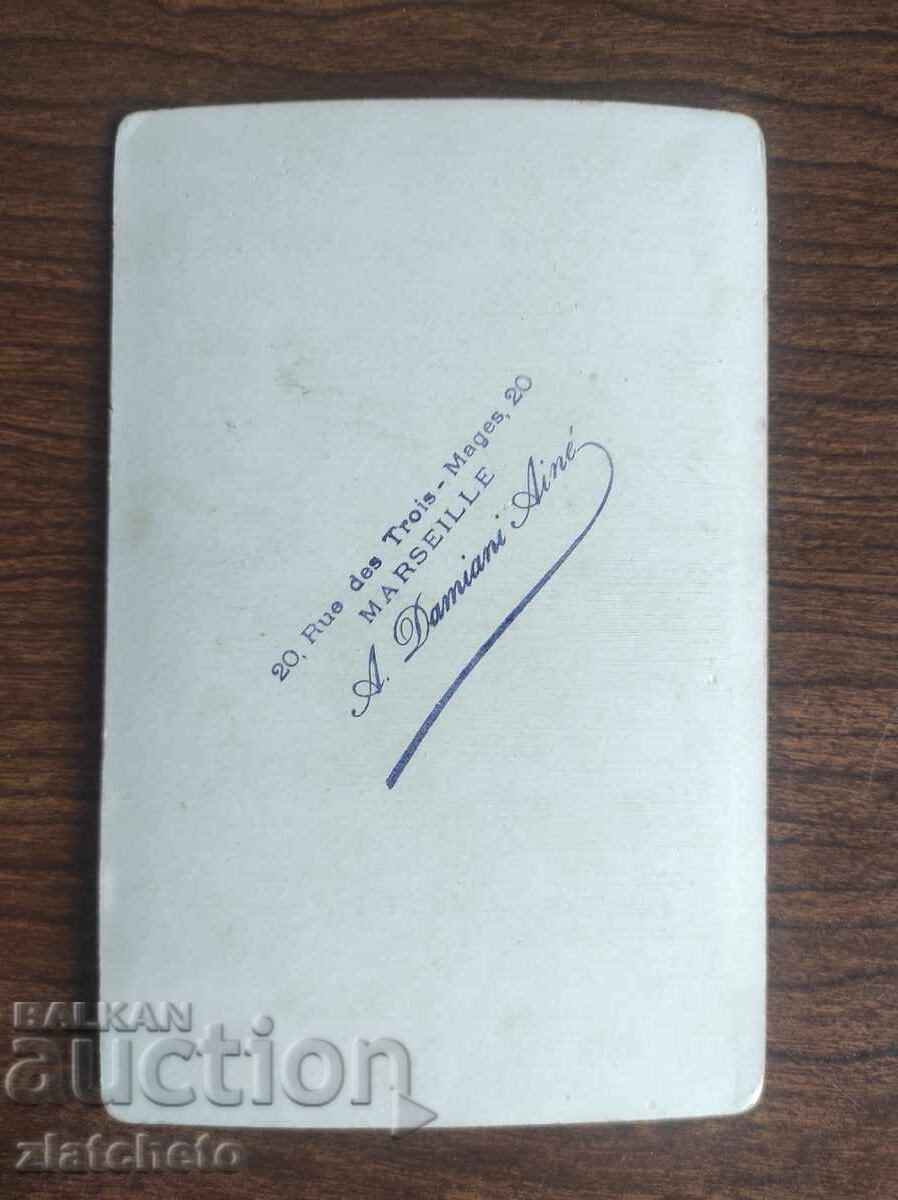 20, Rue des Trois-Mages, 20
MARSEILLE
A. Damiani Ainé
BALKAN
auction
zlatcheto